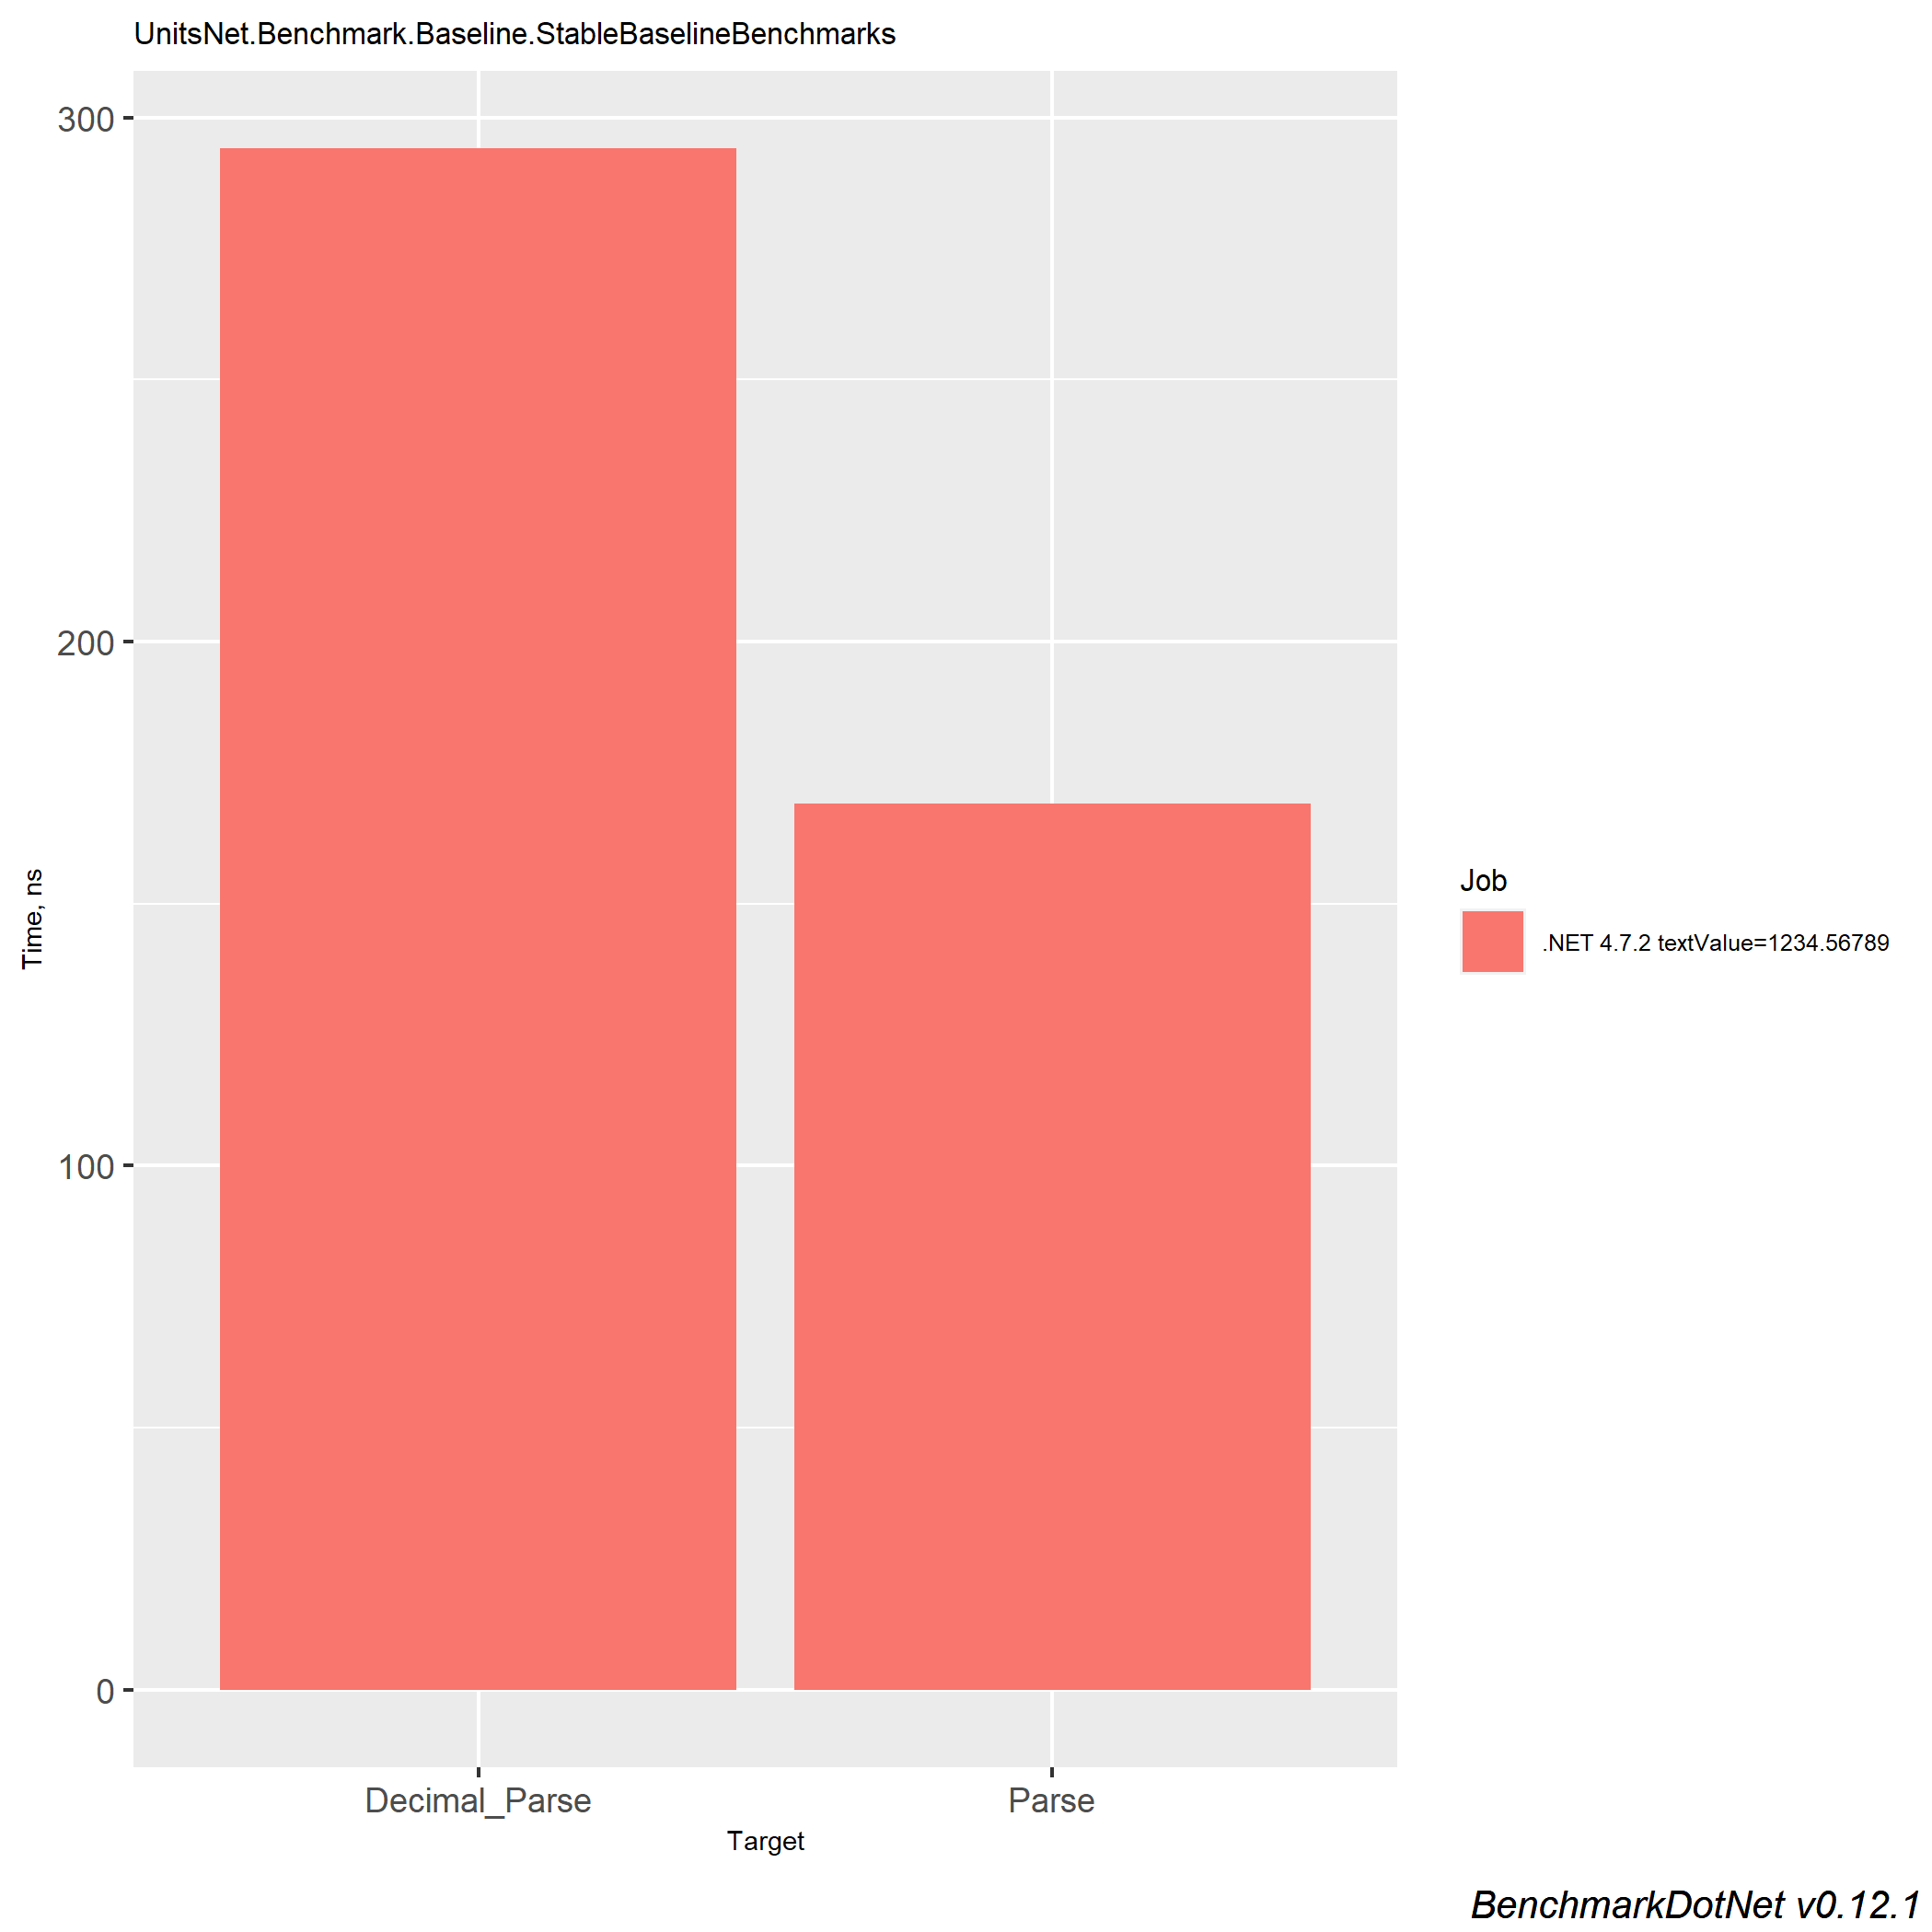 UnitsNet.Benchmark.Baseline.StableBaselineBenchmarks
300
200
100
0
Time, ns
Decimal_Parse
Parse
Target
Job
.NET 4.7.2 textValue=1234.56789
BenchmarkDotNet v0.12.1